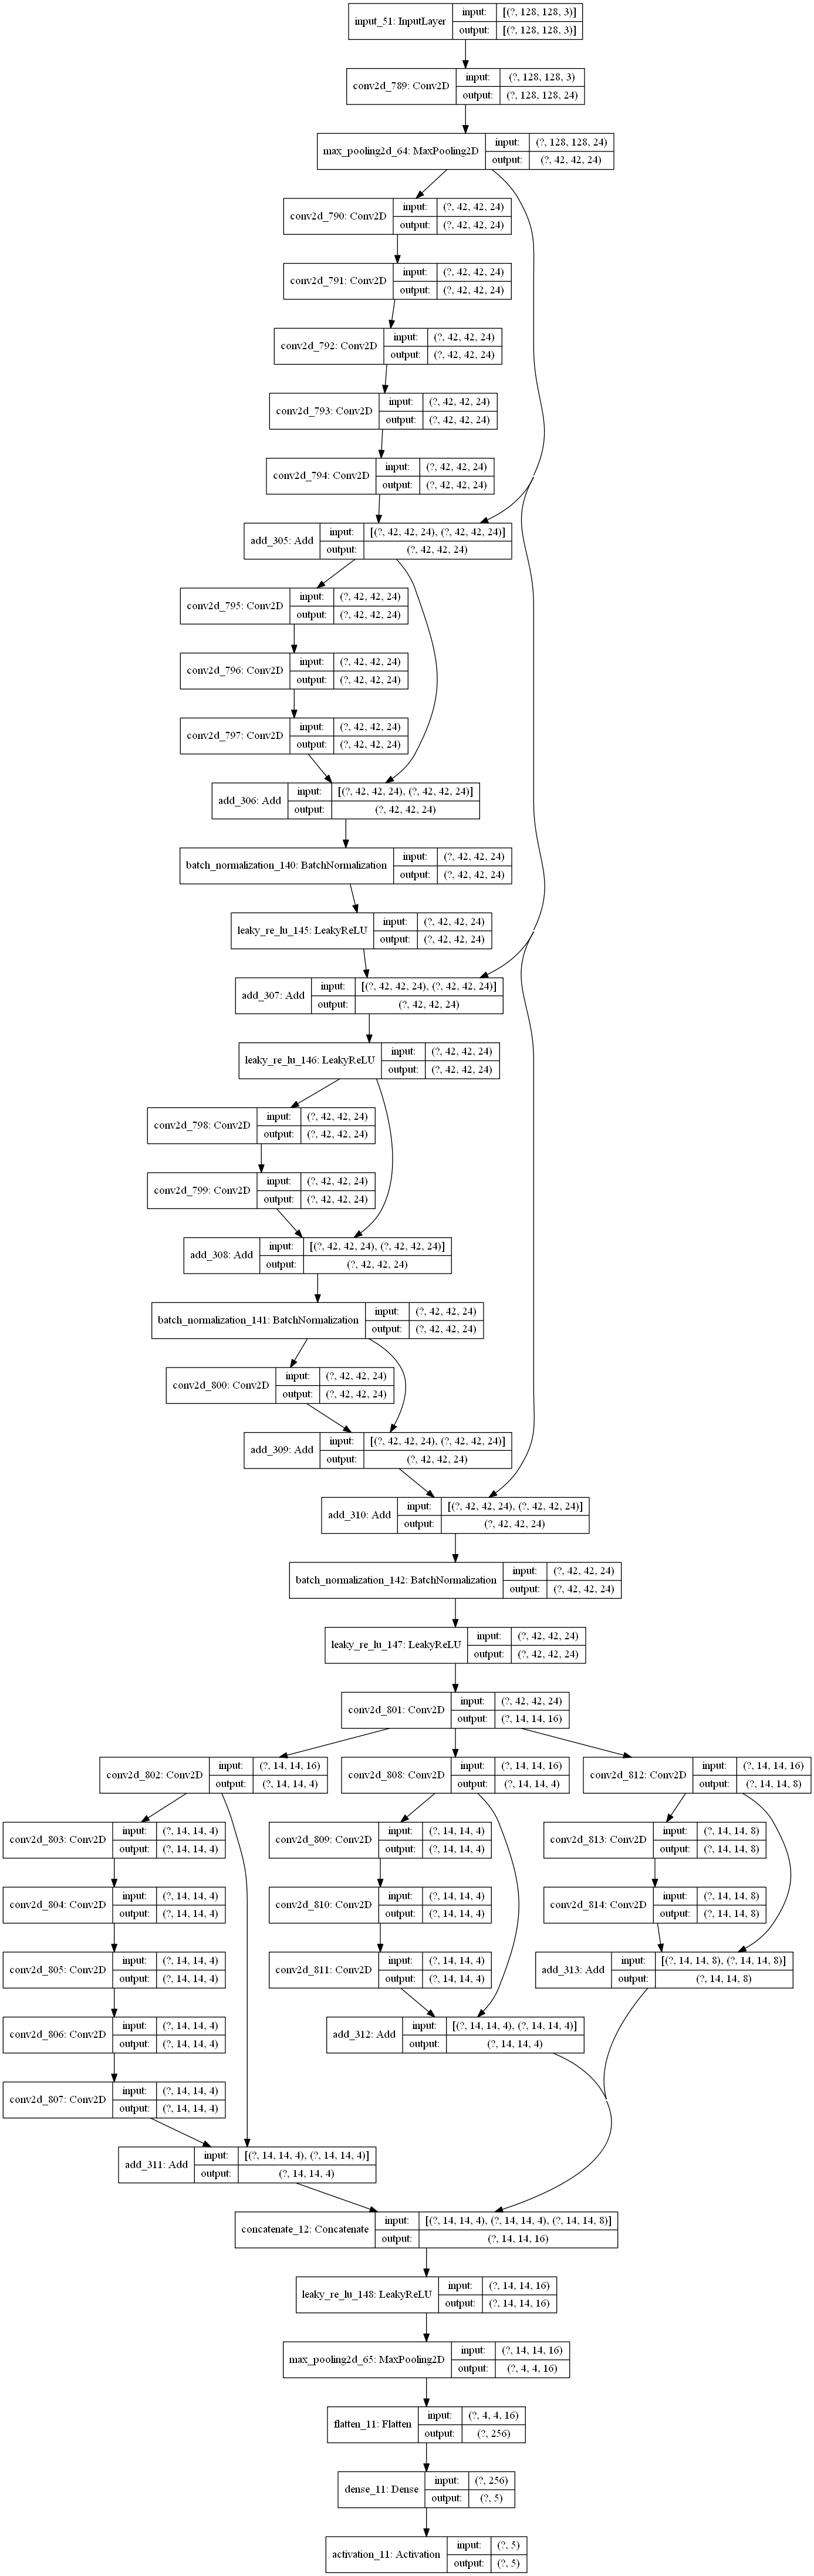 input_51: InputLayer
input: [(?, 128, 128, 3)]
output: [(?, 128, 128, 3)]
conv2d_789: Conv2D
input: (?, 128, 128, 3)
output: (?, 128, 128, 24)
max_pooling2d_64: MaxPooling2D
input: (?, 128, 128, 24)
output: (?, 42, 42, 24)
conv2d_790: Conv2D
input: (?, 42, 42, 24)
output: (?, 42, 42, 24)
conv2d_791: Conv2D
input: (?, 42, 42, 24)
output: (?, 42, 42, 24)
conv2d_792: Conv2D
input: (?, 42, 42, 24)
output: (?, 42, 42, 24)
conv2d_793: Conv2D
input: (?, 42, 42, 24)
output: (?, 42, 42, 24)
conv2d_794: Conv2D
input: (?, 42, 42, 24)
output: (?, 42, 42, 24)
add_305: Add
input: [(?, 42, 42, 24), (?, 42, 42, 24)]
output: (?, 42, 42, 24)
conv2d_795: Conv2D
input: (?, 42, 42, 24)
output: (?, 42, 42, 24)
conv2d_796: Conv2D
input: (?, 42, 42, 24)
output: (?, 42, 42, 24)
conv2d_797: Conv2D
input: (?, 42, 42, 24)
output: (?, 42, 42, 24)
add_306: Add
input: [(?, 42, 42, 24), (?, 42, 42, 24)]
output: (?, 42, 42, 24)
batch_normalization_140: BatchNormalization
input: (?, 42, 42, 24)
output: (?, 42, 42, 24)
leaky_re_lu_145: LeakyReLU
input: (?, 42, 42, 24)
output: (?, 42, 42, 24)
add_307: Add
input: [(?, 42, 42, 24), (?, 42, 42, 24)]
output: (?, 42, 42, 24)
leaky_re_lu_146: LeakyReLU
input: (?, 42, 42, 24)
output: (?, 42, 42, 24)
conv2d_798: Conv2D
input: (?, 42, 42, 24)
output: (?, 42, 42, 24)
conv2d_799: Conv2D
input: (?, 42, 42, 24)
output: (?, 42, 42, 24)
add_308: Add
input: [(?, 42, 42, 24), (?, 42, 42, 24)]
output: (?, 42, 42, 24)
batch_normalization_141: BatchNormalization
input: (?, 42, 42, 24)
output: (?, 42, 42, 24)
conv2d_800: Conv2D
input: (?, 42, 42, 24)
output: (?, 42, 42, 24)
add_309: Add
input: [(?, 42, 42, 24), (?, 42, 42, 24)]
output: (?, 42, 42, 24)
add_310: Add
input: [(?, 42, 42, 24), (?, 42, 42, 24)]
output: (?, 42, 42, 24)
batch_normalization_142: BatchNormalization
input: (?, 42, 42, 24)
output: (?, 42, 42, 24)
leaky_re_lu_147: LeakyReLU
input: (?, 42, 42, 24)
output: (?, 42, 42, 24)
conv2d_801: Conv2D
input: (?, 42, 42, 24)
output: (?, 14, 14, 16)
conv2d_802: Conv2D
input: (?, 14, 14, 16)
output: (?, 14, 14, 4)
conv2d_808: Conv2D
input: (?, 14, 14, 16)
output: (?, 14, 14, 4)
conv2d_812: Conv2D
input: (?, 14, 14, 16)
output: (?, 14, 14, 8)
conv2d_803: Conv2D
input: (?, 14, 14, 4)
output: (?, 14, 14, 4)
conv2d_809: Conv2D
input: (?, 14, 14, 4)
output: (?, 14, 14, 4)
conv2d_813: Conv2D
input: (?, 14, 14, 8)
output: (?, 14, 14, 8)
conv2d_804: Conv2D
input: (?, 14, 14, 4)
output: (?, 14, 14, 4)
conv2d_810: Conv2D
input: (?, 14, 14, 4)
output: (?, 14, 14, 4)
conv2d_814: Conv2D
input: (?, 14, 14, 8)
output: (?, 14, 14, 8)
conv2d_805: Conv2D
input: (?, 14, 14, 4)
output: (?, 14, 14, 4)
conv2d_811: Conv2D
input: (?, 14, 14, 4)
output: (?, 14, 14, 4)
add_313: Add
input: [(?, 14, 14, 8), (?, 14, 14, 8)]
output: (?, 14, 14, 8)
conv2d_806: Conv2D
input: (?, 14, 14, 4)
output: (?, 14, 14, 4)
add_312: Add
input: [(?, 14, 14, 4), (?, 14, 14, 4)]
output: (?, 14, 14, 4)
conv2d_807: Conv2D
input: (?, 14, 14, 4)
output: (?, 14, 14, 4)
add_311: Add
input: [(?, 14, 14, 4), (?, 14, 14, 4)]
output: (?, 14, 14, 4)
concatenate_12: Concatenate
input: [(?, 14, 14, 4), (?, 14, 14, 4), (?, 14, 14, 8)]
output: (?, 14, 14, 16)
leaky_re_lu_148: LeakyReLU
input: (?, 14, 14, 16)
output: (?, 14, 14, 16)
max_pooling2d_65: MaxPooling2D
input: (?, 14, 14, 16)
output: (?, 4, 4, 16)
flatten_11: Flatten
input: (?, 4, 4, 16)
output: (?, 256)
dense_11: Dense
input: (?, 256)
output: (?, 5)
activation_11: Activation
input: (?, 5)
output: (?, 5)